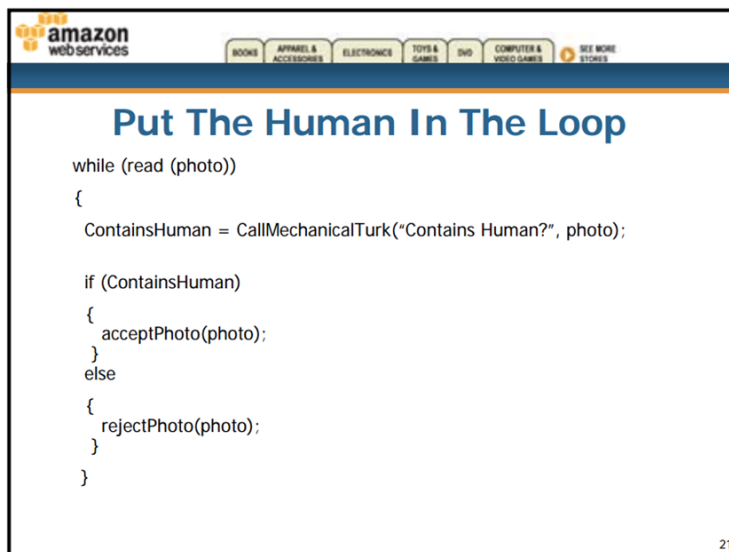 amazon
webservices
BOOKS
APPAREL &
ACCESSORIES
ELECTRONICS
TOYS &
GAMES
DVD
COMPUTER &
VIDEO GAMES
SEE MORE
STORES
Put The Human In The Loop
while (read (photo))
{
ContainsHuman = CallMechanicalTurk(“Contains Human?”, photo);
if (ContainsHuman)
{
acceptPhoto(photo);
}
else
{
rejectPhoto(photo);
}
}
21